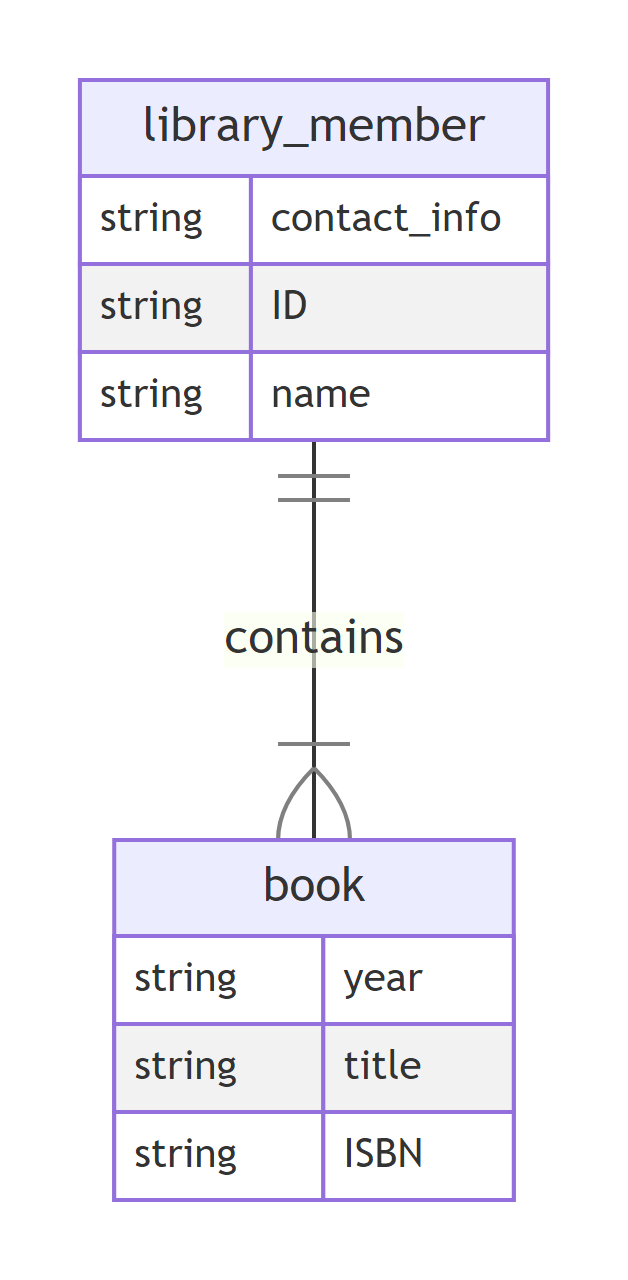 library_member
string contact_info
string ID
string name
contains
book
string year
string title
string ISBN